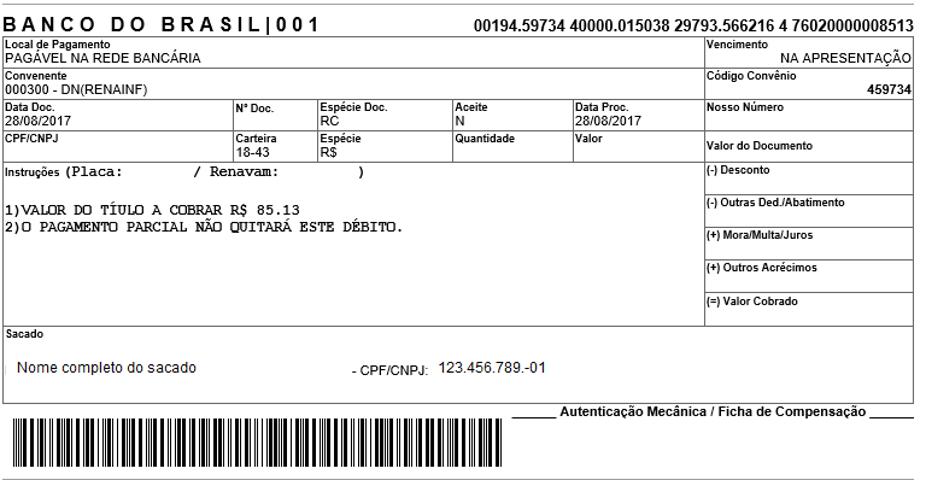 BANCO DO BRASIL|001 00194.59734 40000.015038 29793.566216 4 76020000008513
Local de Pagamento Vencimento
PAGÁVEL NA REDE BANCÁRIA NA APRESENTAÇÃO
Convenente Código Convênio
000300 - DN(RENAINF) 459734
Data Doc. Nº Doc. Espécie Doc. Aceite Data Proc. Nosso Número
28/08/2017 RC N 28/08/2017
CPF/CNPJ Carteira Espécie Quantidade Valor Valor do Documento
18-43 R$
Instruções (Placa: / Renavam: ) (-) Desconto
(-) Outras Ded./Abatimento
1)VALOR DO TÍTULO A COBRAR R$ 85.13
2)O PAGAMENTO PARCIAL NÃO QUITARÁ ESTE DÉBITO.
(+) Mora/Multa/Juros
(+) Outros Acrécimos
(=) Valor Cobrado
Sacado
Nome completo do sacado - CPF/CNPJ: 123.456.789.-01
______ Autenticação Mecânica / Ficha de Compensação ______